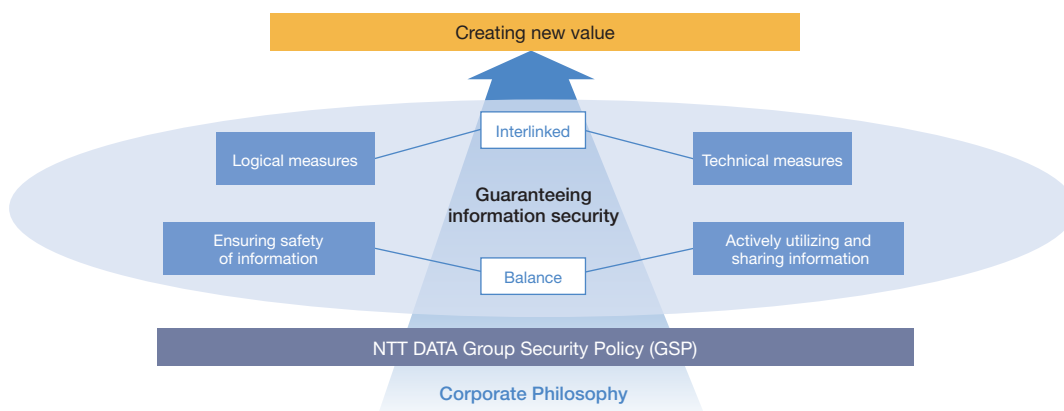 Creating new value
Interlinked
Logical measures
Technical measures
Guaranteeing
information security
Ensuring safety
of information
Actively utilizing and
sharing information
Balance
NTT DATA Group Security Policy (GSP)
Corporate Philosophy